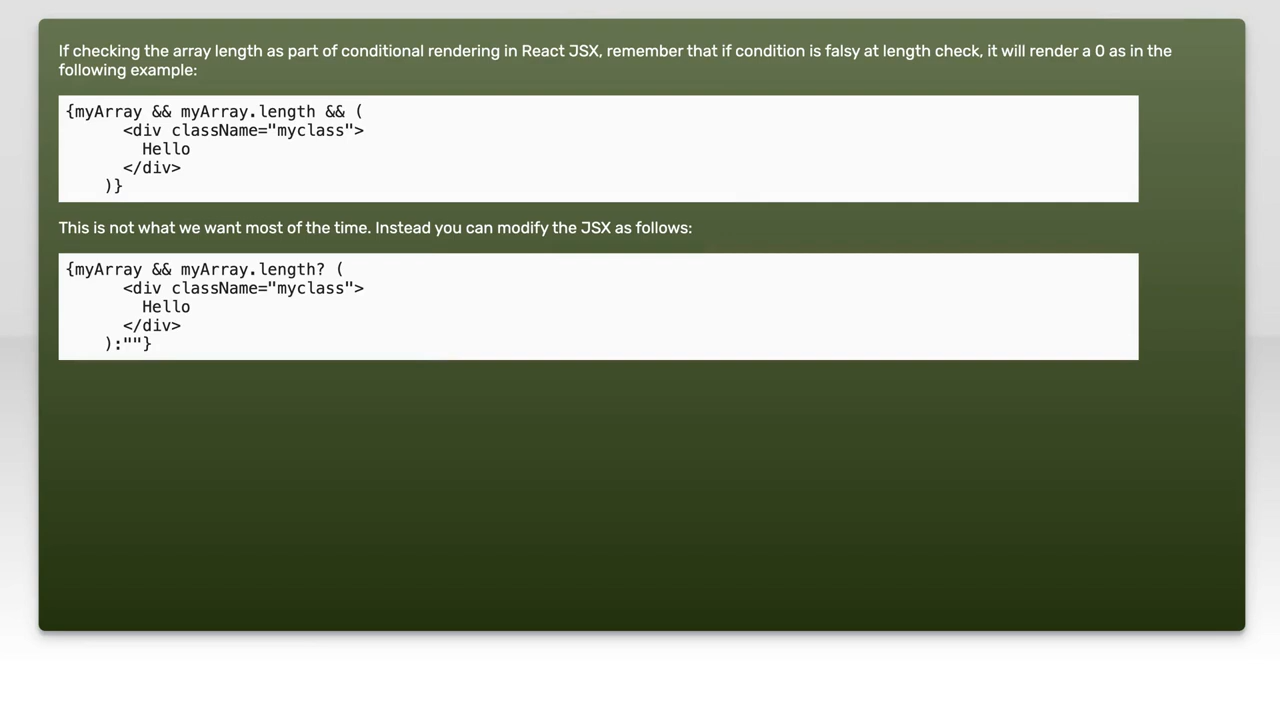 If checking the array length as part of conditional rendering in React JSX, remember that if condition is falsy at length check, it will render a 0 as in the
following example:
{myArray && myArray.length && (
      <div className="myclass">
        Hello
      </div>
    )}
This is not what we want most of the time. Instead you can modify the JSX as follows:
{myArray && myArray.length? (
      <div className="myclass">
        Hello
      </div>
    ):""}